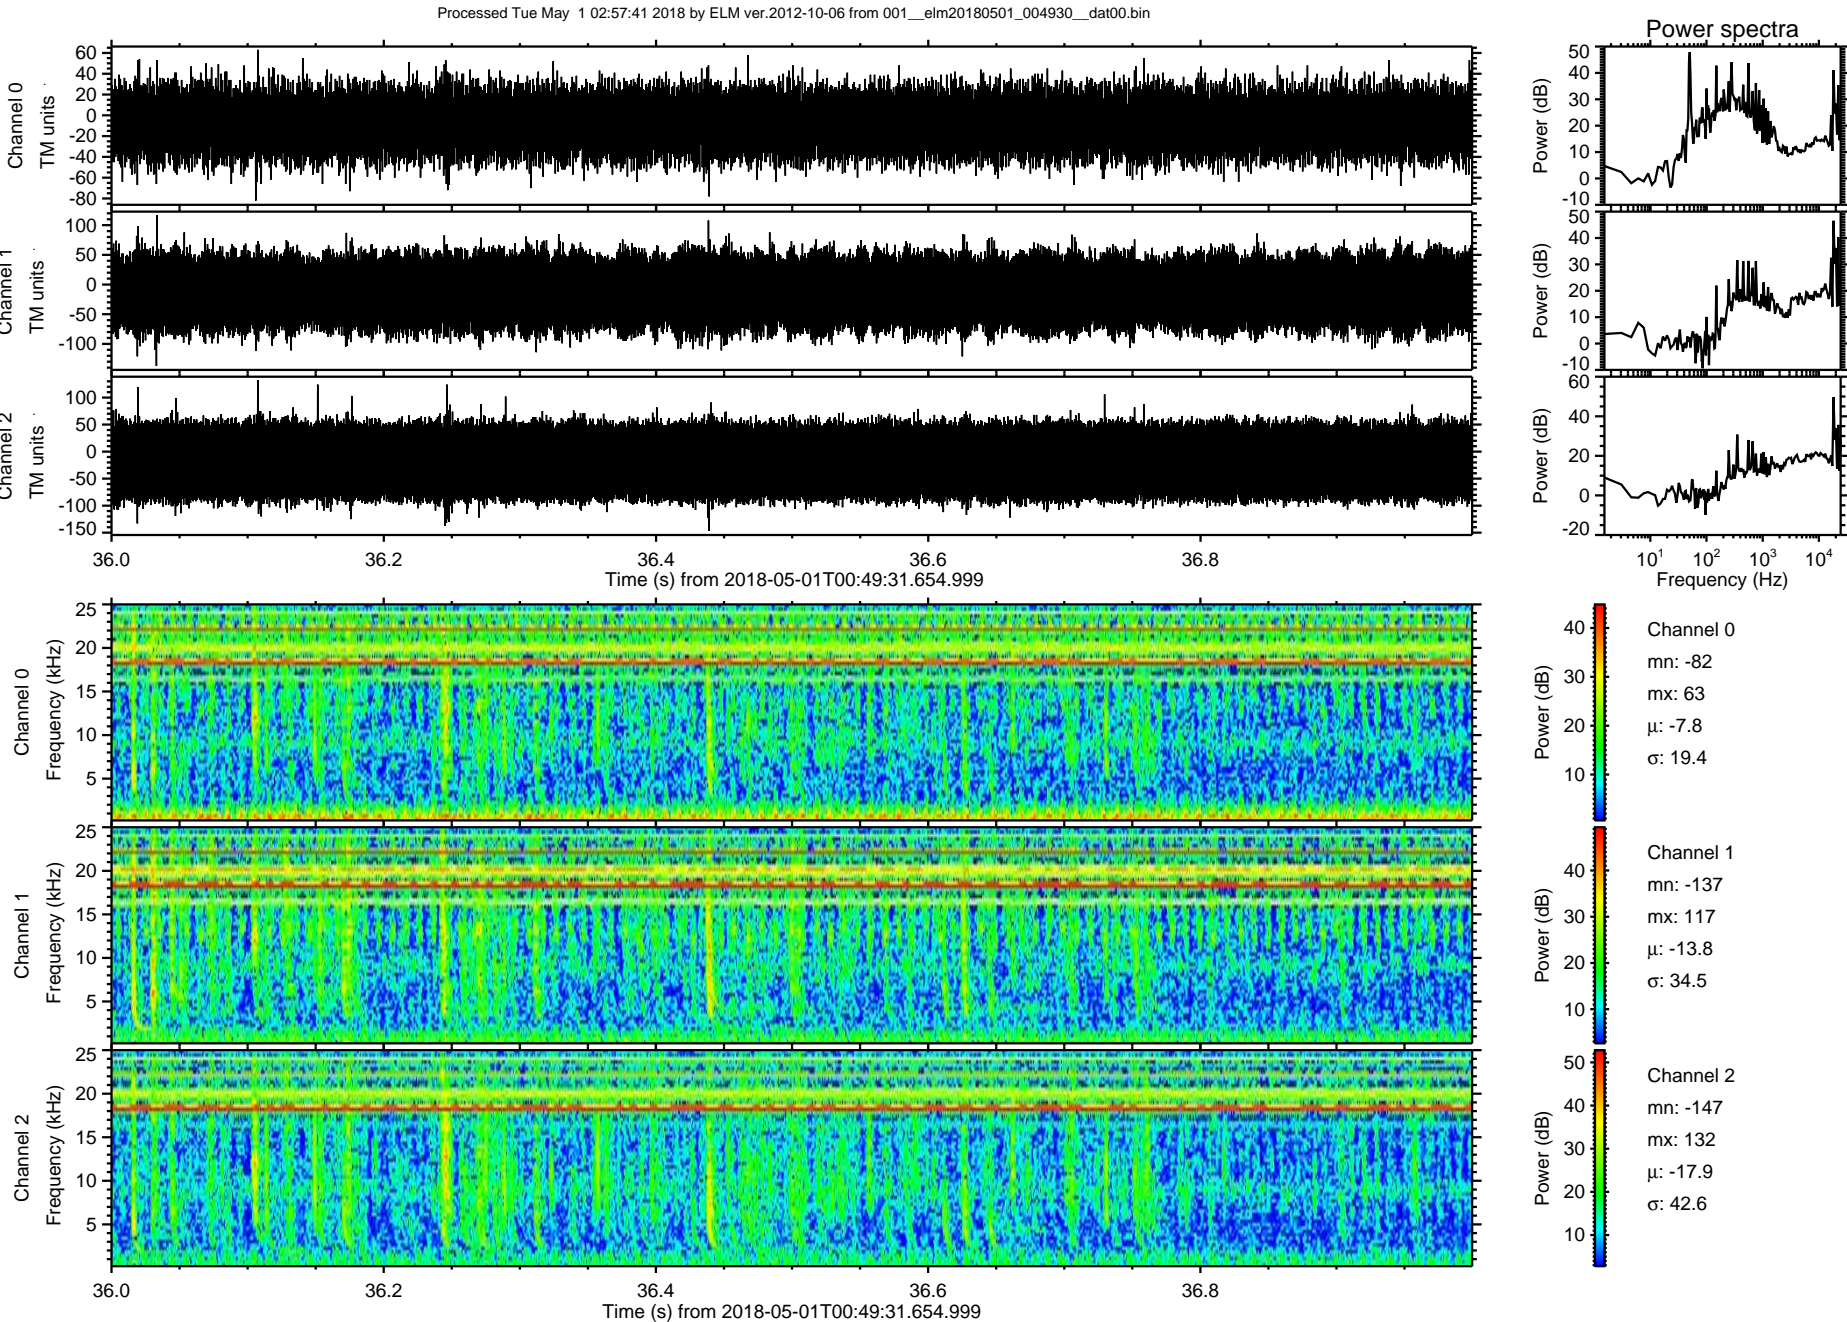 Processed Tue May  1 02:57:41 2018 by ELM ver.2012-10-06 from 001__elm20180501_004930__dat00.bin
Power spectra
Channel 0
TM units
60
40
20
0
-20
-40
-60
-80
Power (dB)
50
40
30
20
10
0
-10
Channel 1
TM units
100
50
0
-50
-100
Power (dB)
50
40
30
20
10
0
-10
Channel 2
TM units
100
50
0
-50
-100
-150
Power (dB)
60
40
20
0
-20
36.0 36.2 36.4 36.6 36.8
Time (s) from 2018-05-01T00:49:31.654.999
10¹ 10² 10³ 10⁴
Frequency (Hz)
Channel 0
Frequency (kHz)
25
20
15
10
5
Power (dB)
40
30
20
10
Channel 0
mn: -82
mx: 63
μ: -7.8
σ: 19.4
Channel 1
Frequency (kHz)
25
20
15
10
5
Power (dB)
40
30
20
10
Channel 1
mn: -137
mx: 117
μ: -13.8
σ: 34.5
Channel 2
Frequency (kHz)
25
20
15
10
5
Power (dB)
50
40
30
20
10
Channel 2
mn: -147
mx: 132
μ: -17.9
σ: 42.6
36.0 36.2 36.4 36.6 36.8
Time (s) from 2018-05-01T00:49:31.654.999